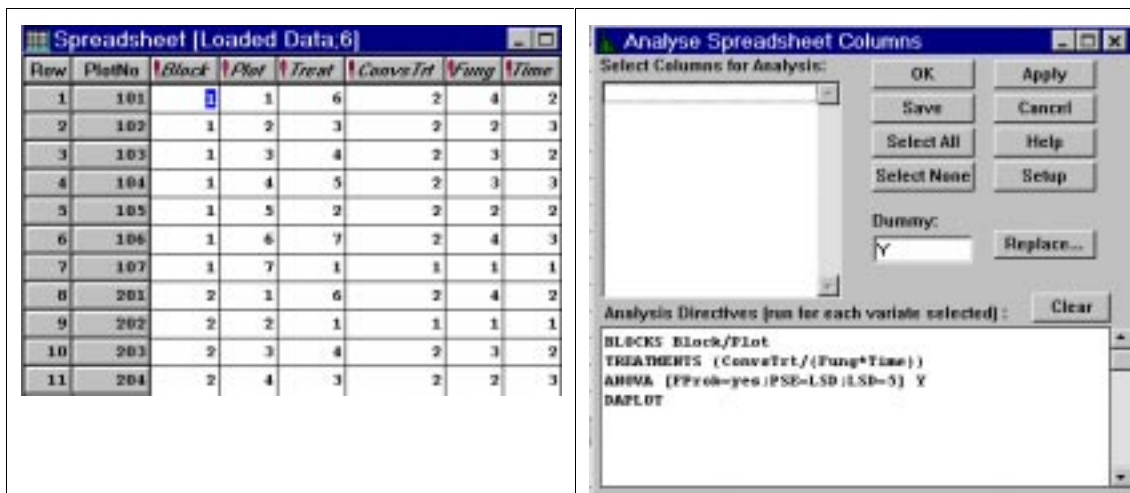 Spreadsheet [Loaded Data;6]
Row PlotNo Block Plot Treat ConvsTrt Fung Time
1 101 1 1 6 2 4 2
2 102 1 2 3 2 2 3
3 103 1 3 4 2 3 2
4 104 1 4 5 2 3 3
5 105 1 5 2 2 2 2
6 106 1 6 7 2 4 3
7 107 1 7 1 1 1 1
8 201 2 1 6 2 4 2
9 202 2 2 1 1 1 1
10 203 2 3 4 2 3 2
11 204 2 4 3 2 2 3
Analyse Spreadsheet Columns
Select Columns for Analysis:
OK Apply
Save Cancel
Select All Help
Select None Setup
Dummy:
Y Replace...
Analysis Directives (run for each variate selected) : Clear
BLOCKS Block/Plot
TREATMENTS (ConvsTrt/(Fung*Time))
ANOVA [FProb=yes;PSE=LSD;LSD=5] Y
DAPLOT